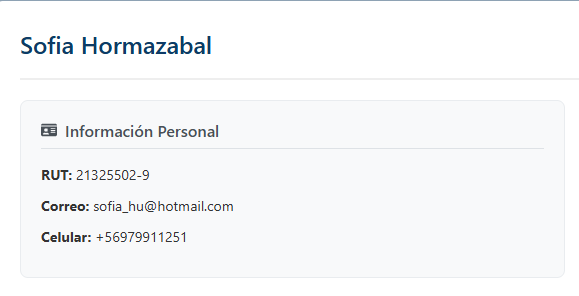 Sofia Hormazabal
Información Personal
RUT: 21325502-9
Correo: sofia_hu@hotmail.com
Celular: +56979911251